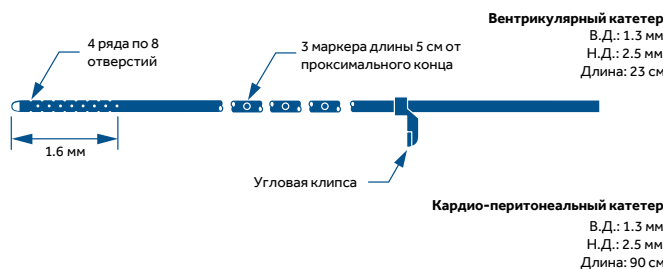 Вентрикулярный катетер
В.Д.: 1.3 мм
Н.Д.: 2.5 мм
Длина: 23 см
4 ряда по 8
отверстий
3 маркера длины 5 см от
проксимального конца
1.6 мм
Угловая клипса
Кардио-перитонеальный катетер
В.Д.: 1.3 мм
Н.Д.: 2.5 мм
Длина: 90 см